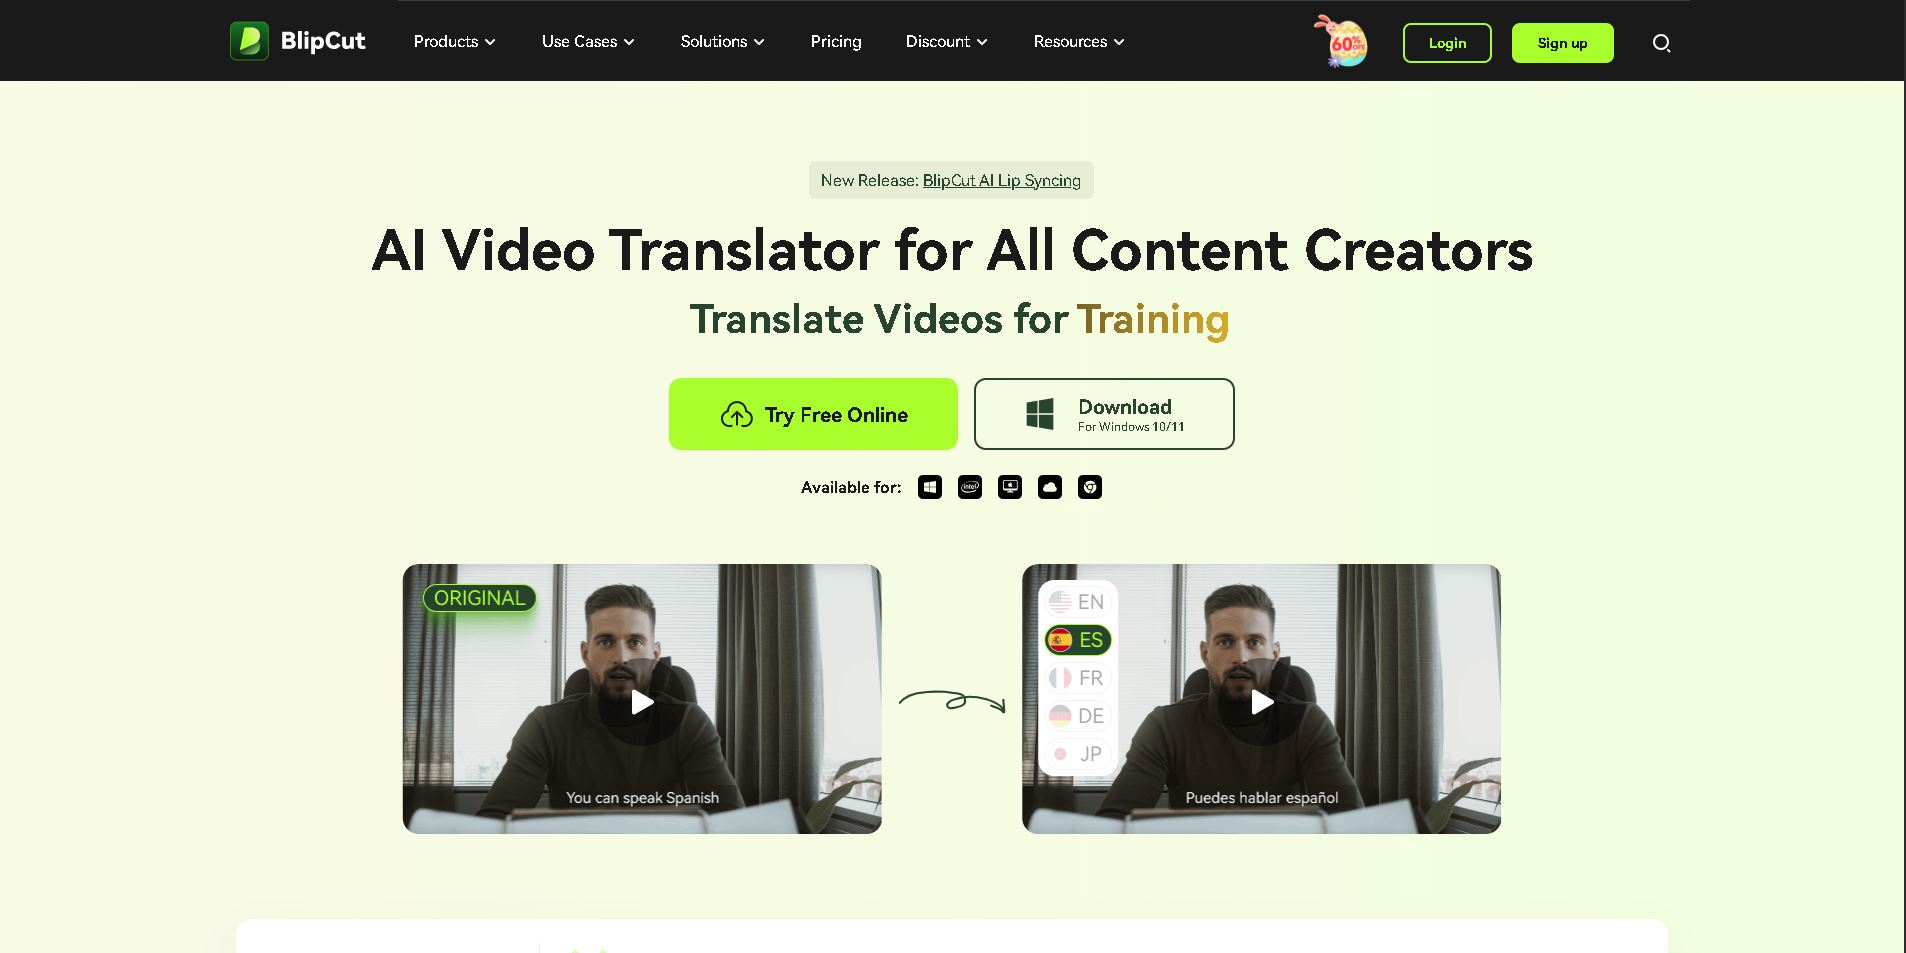 BlipCut
Products
Use Cases
Solutions
Pricing
Discount
Resources
60% OFF
Login
Sign up
New Release: BlipCut AI Lip Syncing
AI Video Translator for All Content Creators
Translate Videos for Training
Try Free Online
Download
For Windows 10/11
Available for:
intel
ORIGINAL
You can speak Spanish
EN
ES
FR
DE
JP
Puedes hablar español